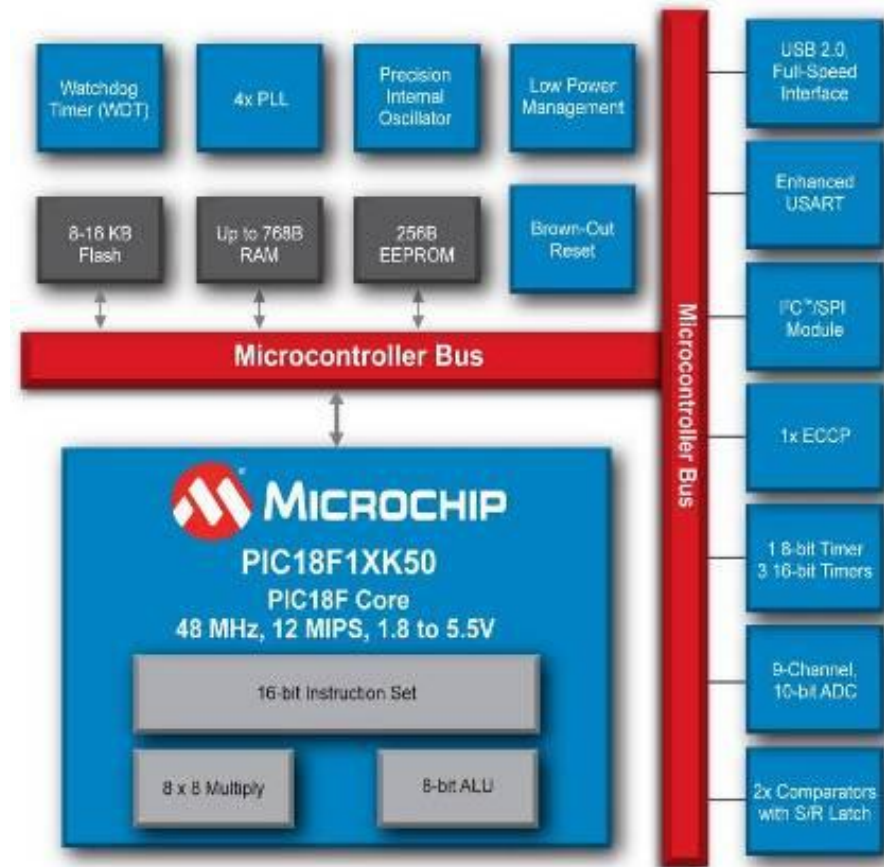 Watchdog
Timer (WDT)
4x PLL
Precision
Internal
Oscillator
Low Power
Management
8-16 KB
Flash
Up to 768B
RAM
256B
EEPROM
Brown-Out
Reset
Microcontroller Bus
MICROCHIP
PIC18F1XK50
PIC18F Core
48 MHz, 12 MIPS, 1.8 to 5.5V
16-bit Instruction Set
8 x 8 Multiply
8-bit ALU
Microcontroller Bus
USB 2.0,
Full-Speed
Interface
Enhanced
USART
I²C™/SPI
Module
1x ECCP
1 8-bit Timer
3 16-bit Timers
9-Channel,
10-bit ADC
2x Comparators
with S/R Latch